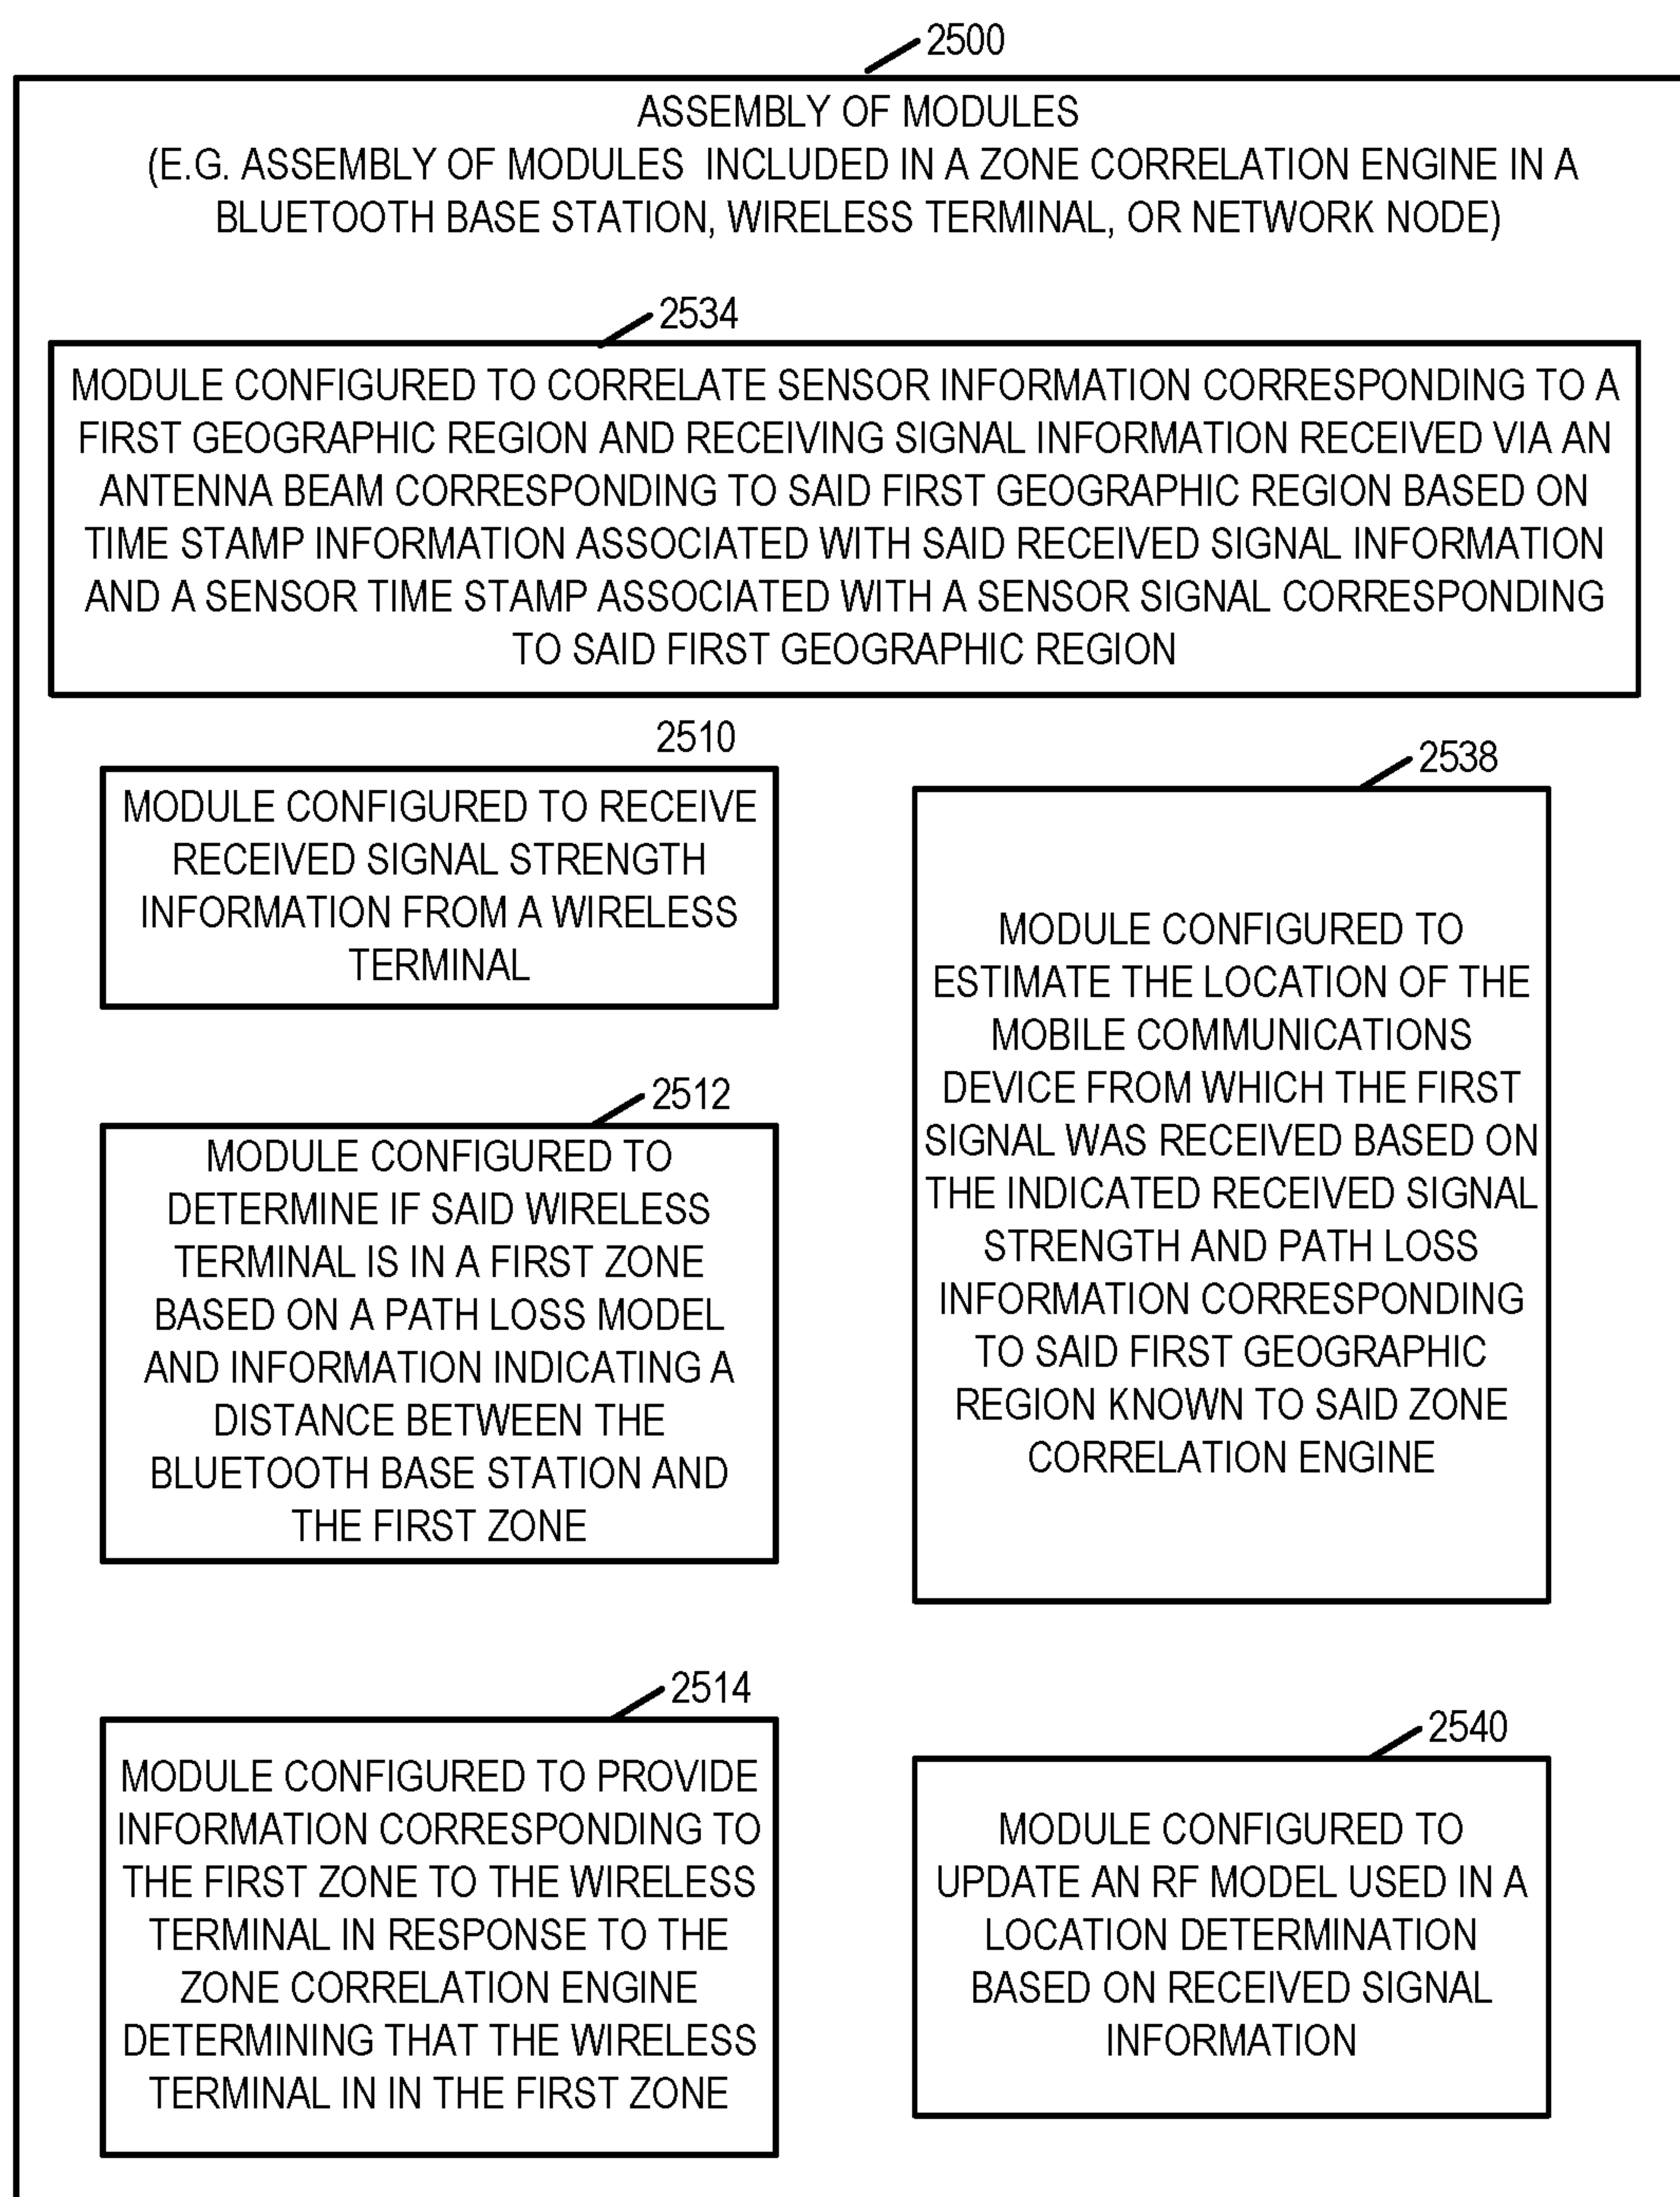 2500
ASSEMBLY OF MODULES
(E.G. ASSEMBLY OF MODULES INCLUDED IN A ZONE CORRELATION ENGINE IN A
BLUETOOTH BASE STATION, WIRELESS TERMINAL, OR NETWORK NODE)
2534
MODULE CONFIGURED TO CORRELATE SENSOR INFORMATION CORRESPONDING TO A
FIRST GEOGRAPHIC REGION AND RECEIVING SIGNAL INFORMATION RECEIVED VIA AN
ANTENNA BEAM CORRESPONDING TO SAID FIRST GEOGRAPHIC REGION BASED ON
TIME STAMP INFORMATION ASSOCIATED WITH SAID RECEIVED SIGNAL INFORMATION
AND A SENSOR TIME STAMP ASSOCIATED WITH A SENSOR SIGNAL CORRESPONDING
TO SAID FIRST GEOGRAPHIC REGION
2510
MODULE CONFIGURED TO RECEIVE
RECEIVED SIGNAL STRENGTH
INFORMATION FROM A WIRELESS
TERMINAL
2512
MODULE CONFIGURED TO
DETERMINE IF SAID WIRELESS
TERMINAL IS IN A FIRST ZONE
BASED ON A PATH LOSS MODEL
AND INFORMATION INDICATING A
DISTANCE BETWEEN THE
BLUETOOTH BASE STATION AND
THE FIRST ZONE
2514
MODULE CONFIGURED TO PROVIDE
INFORMATION CORRESPONDING TO
THE FIRST ZONE TO THE WIRELESS
TERMINAL IN RESPONSE TO THE
ZONE CORRELATION ENGINE
DETERMINING THAT THE WIRELESS
TERMINAL IN IN THE FIRST ZONE
2538
MODULE CONFIGURED TO
ESTIMATE THE LOCATION OF THE
MOBILE COMMUNICATIONS
DEVICE FROM WHICH THE FIRST
SIGNAL WAS RECEIVED BASED ON
THE INDICATED RECEIVED SIGNAL
STRENGTH AND PATH LOSS
INFORMATION CORRESPONDING
TO SAID FIRST GEOGRAPHIC
REGION KNOWN TO SAID ZONE
CORRELATION ENGINE
2540
MODULE CONFIGURED TO
UPDATE AN RF MODEL USED IN A
LOCATION DETERMINATION
BASED ON RECEIVED SIGNAL
INFORMATION